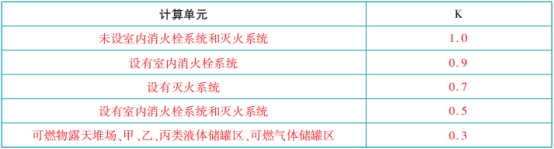 计算单元 K
未设室内消火栓系统和灭火系统 1.0
设有室内消火栓系统 0.9
设有灭火系统 0.7
设有室内消火栓系统和灭火系统 0.5
可燃物露天堆场、甲、乙、丙类液体储罐区、可燃气体储罐区 0.3